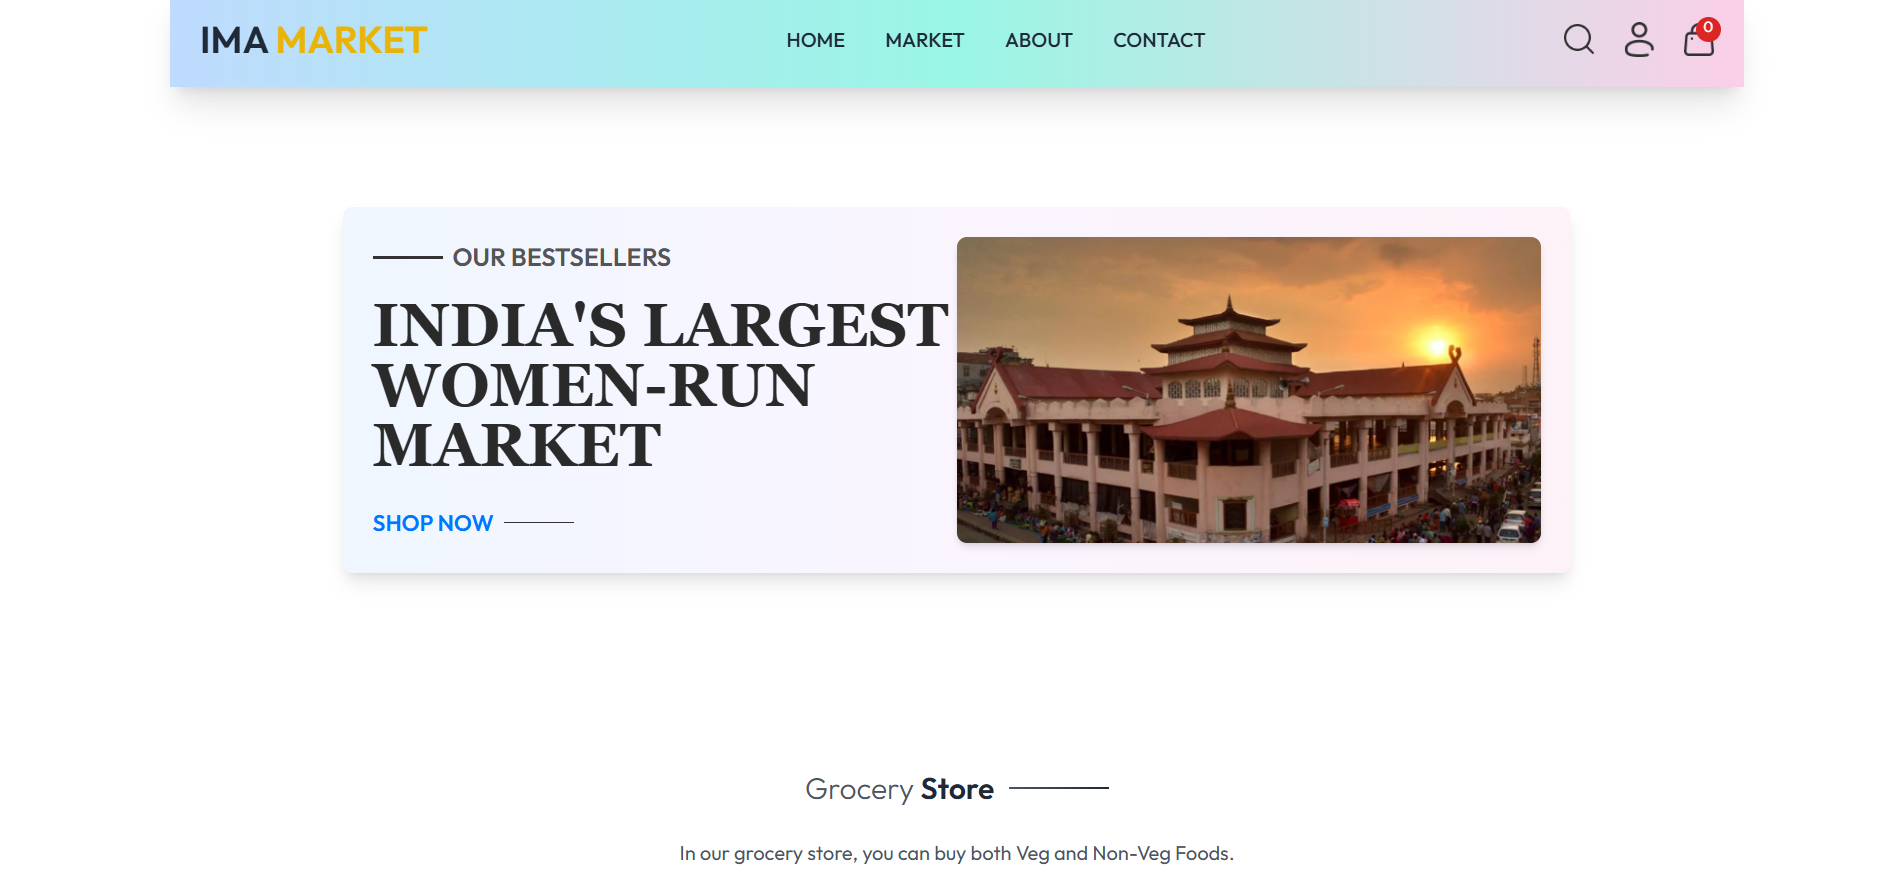 IMA MARKET
HOME
MARKET
ABOUT
CONTACT
0
OUR BESTSELLERS
INDIA'S LARGEST
WOMEN-RUN
MARKET
SHOP NOW
Grocery Store
In our grocery store, you can buy both Veg and Non-Veg Foods.